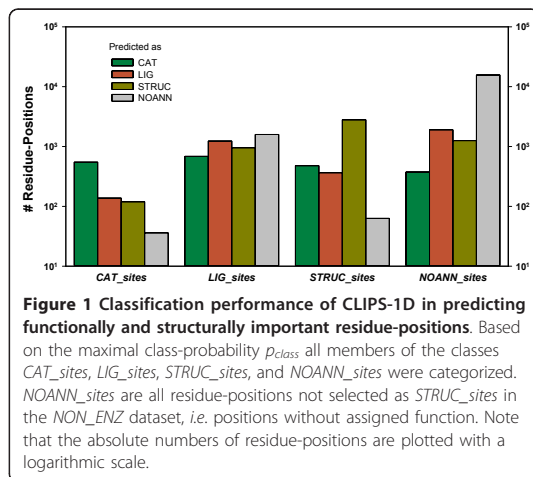 10⁵
10⁴
10³
10²
10¹
# Residue-Positions
Predicted as
CAT
LIG
STRUC
NOANN
10⁵
10⁴
10³
10²
10¹
CAT_sites LIG_sites STRUC_sites NOANN_sites
Figure 1 Classification performance of CLIPS-1D in predicting
functionally and structurally important residue-positions. Based
on the maximal class-probability p_class all members of the classes
CAT_sites, LIG_sites, STRUC_sites, and NOANN_sites were categorized.
NOANN_sites are all residue-positions not selected as STRUC_sites in
the NON_ENZ dataset, i.e. positions without assigned function. Note
that the absolute numbers of residue-positions are plotted with a
logarithmic scale.